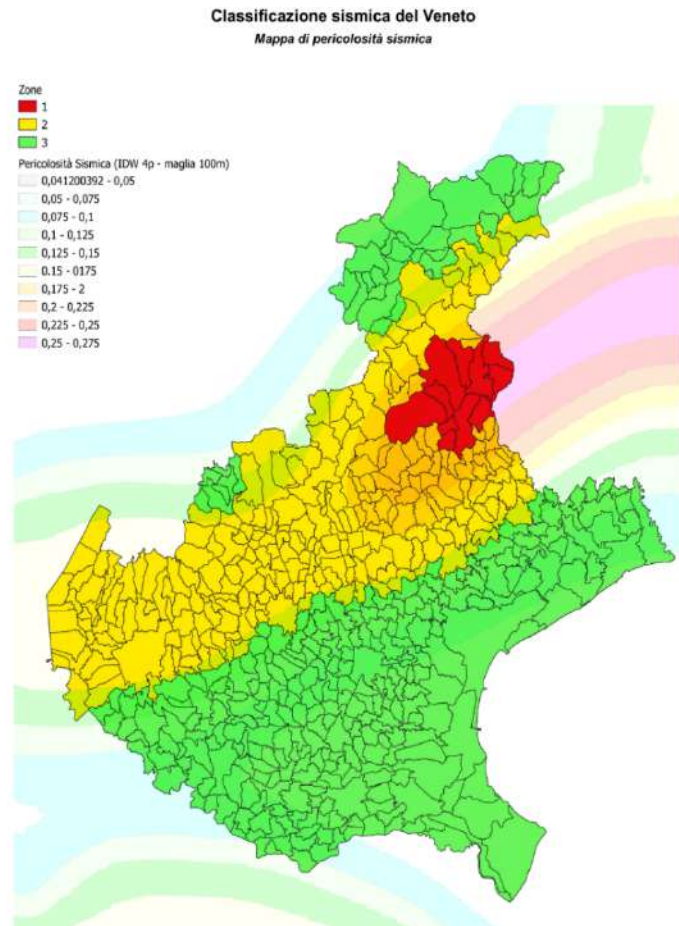 Classificazione sismica del Veneto
Mappa di pericolosità sismica
Zone
1
2
3
Pericolosità Sismica (IDW 4p - maglia 100m)
0,041200392 - 0,05
0,05 - 0,075
0,075 - 0,1
0,1 - 0,125
0,125 - 0,15
0.15 - 0175
0,175 - 2
0,2 - 0,225
0,225 - 0,25
0,25 - 0,275